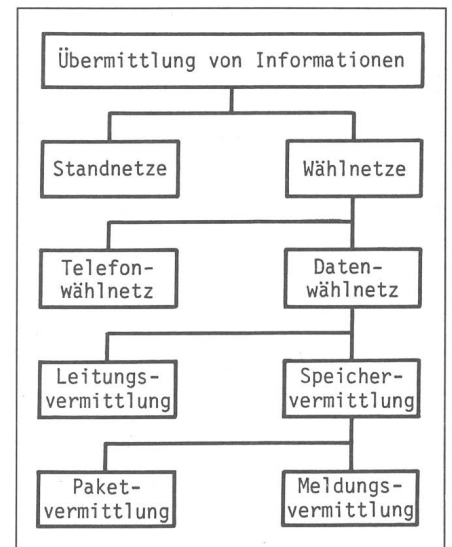 Übermittlung von Informationen
Standnetze
Wählnetze
Telefon-
wählnetz
Daten-
wählnetz
Leitungs-
vermittlung
Speicher-
vermittlung
Paket-
vermittlung
Meldungs-
vermittlung